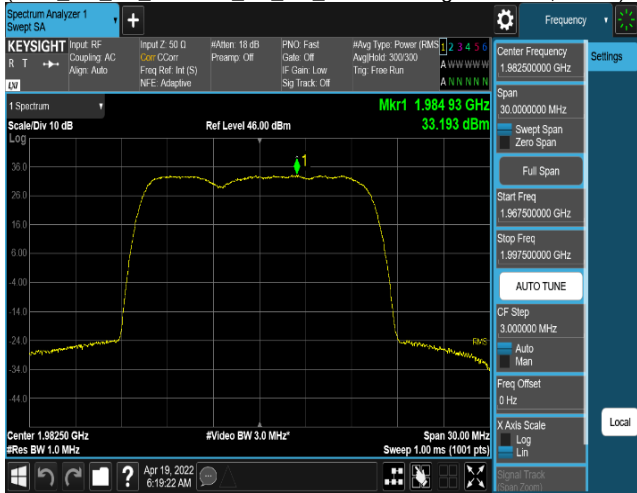 Spectrum Analyzer 1
Swept SA
+
Frequency
KEYSIGHT
R T
LXI
Input: RF
Coupling: AC
Align: Auto
Input Z: 50 Ω
Corr CCorr
Freq Ref: Int (S)
NFE: Adaptive
#Atten: 18 dB
Preamp: Off
PNO: Fast
Gate: Off
IF Gain: Low
Sig Track: Off
#Avg Type: Power (RMS
Avg|Hold: 300/300
Trig: Free Run
1 2 3 4 5 6
A W W W W W
A N N N N N
1 Spectrum
Scale/Div 10 dB
Log
Ref Level 46.00 dBm
Mkr1 1.984 93 GHz
33.193 dBm
1
36.0
26.0
16.0
6.00
-4.00
-14.0
-24.0
-34.0
-44.0
RMS
Center 1.98250 GHz
#Res BW 1.0 MHz
#Video BW 3.0 MHz*
Span 30.00 MHz
Sweep 1.00 ms (1001 pts)
Center Frequency
1.982500000 GHz
Span
30.0000000 MHz
Swept Span
Zero Span
Full Span
Start Freq
1.967500000 GHz
Stop Freq
1.997500000 GHz
AUTO TUNE
CF Step
3.000000 MHz
Auto
Man
Freq Offset
0 Hz
X Axis Scale
Log
Lin
Signal Track
(Span Zoom)
Settings
Local
?
Apr 19, 2022
6:19:22 AM